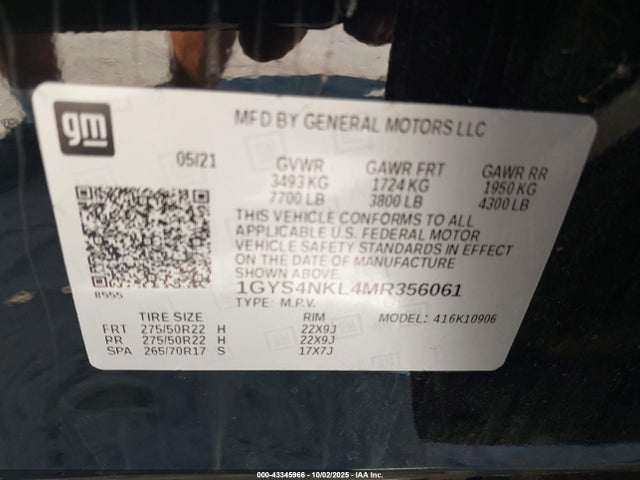 gm
MFD BY GENERAL MOTORS LLC
05/21 GVWR GAWR FRT GAWR RR
3493 KG 1724 KG 1950 KG
7700 LB 3800 LB 4300 LB
THIS VEHICLE CONFORMS TO ALL
APPLICABLE U.S. FEDERAL MOTOR
VEHICLE SAFETY STANDARDS IN EFFECT
ON THE DATE OF MANUFACTURE
SHOWN ABOVE.
8555
1GYS4NKL4MR356061
TYPE: M.P.V. MODEL: 416K10906
TIRE SIZE RIM
FRT 275/50R22 H 22X9J
RR 275/50R22 H 22X9J
SPA 265/70R17 S 17X7J
000-43345966 - 10/02/2025 - IAA Inc.